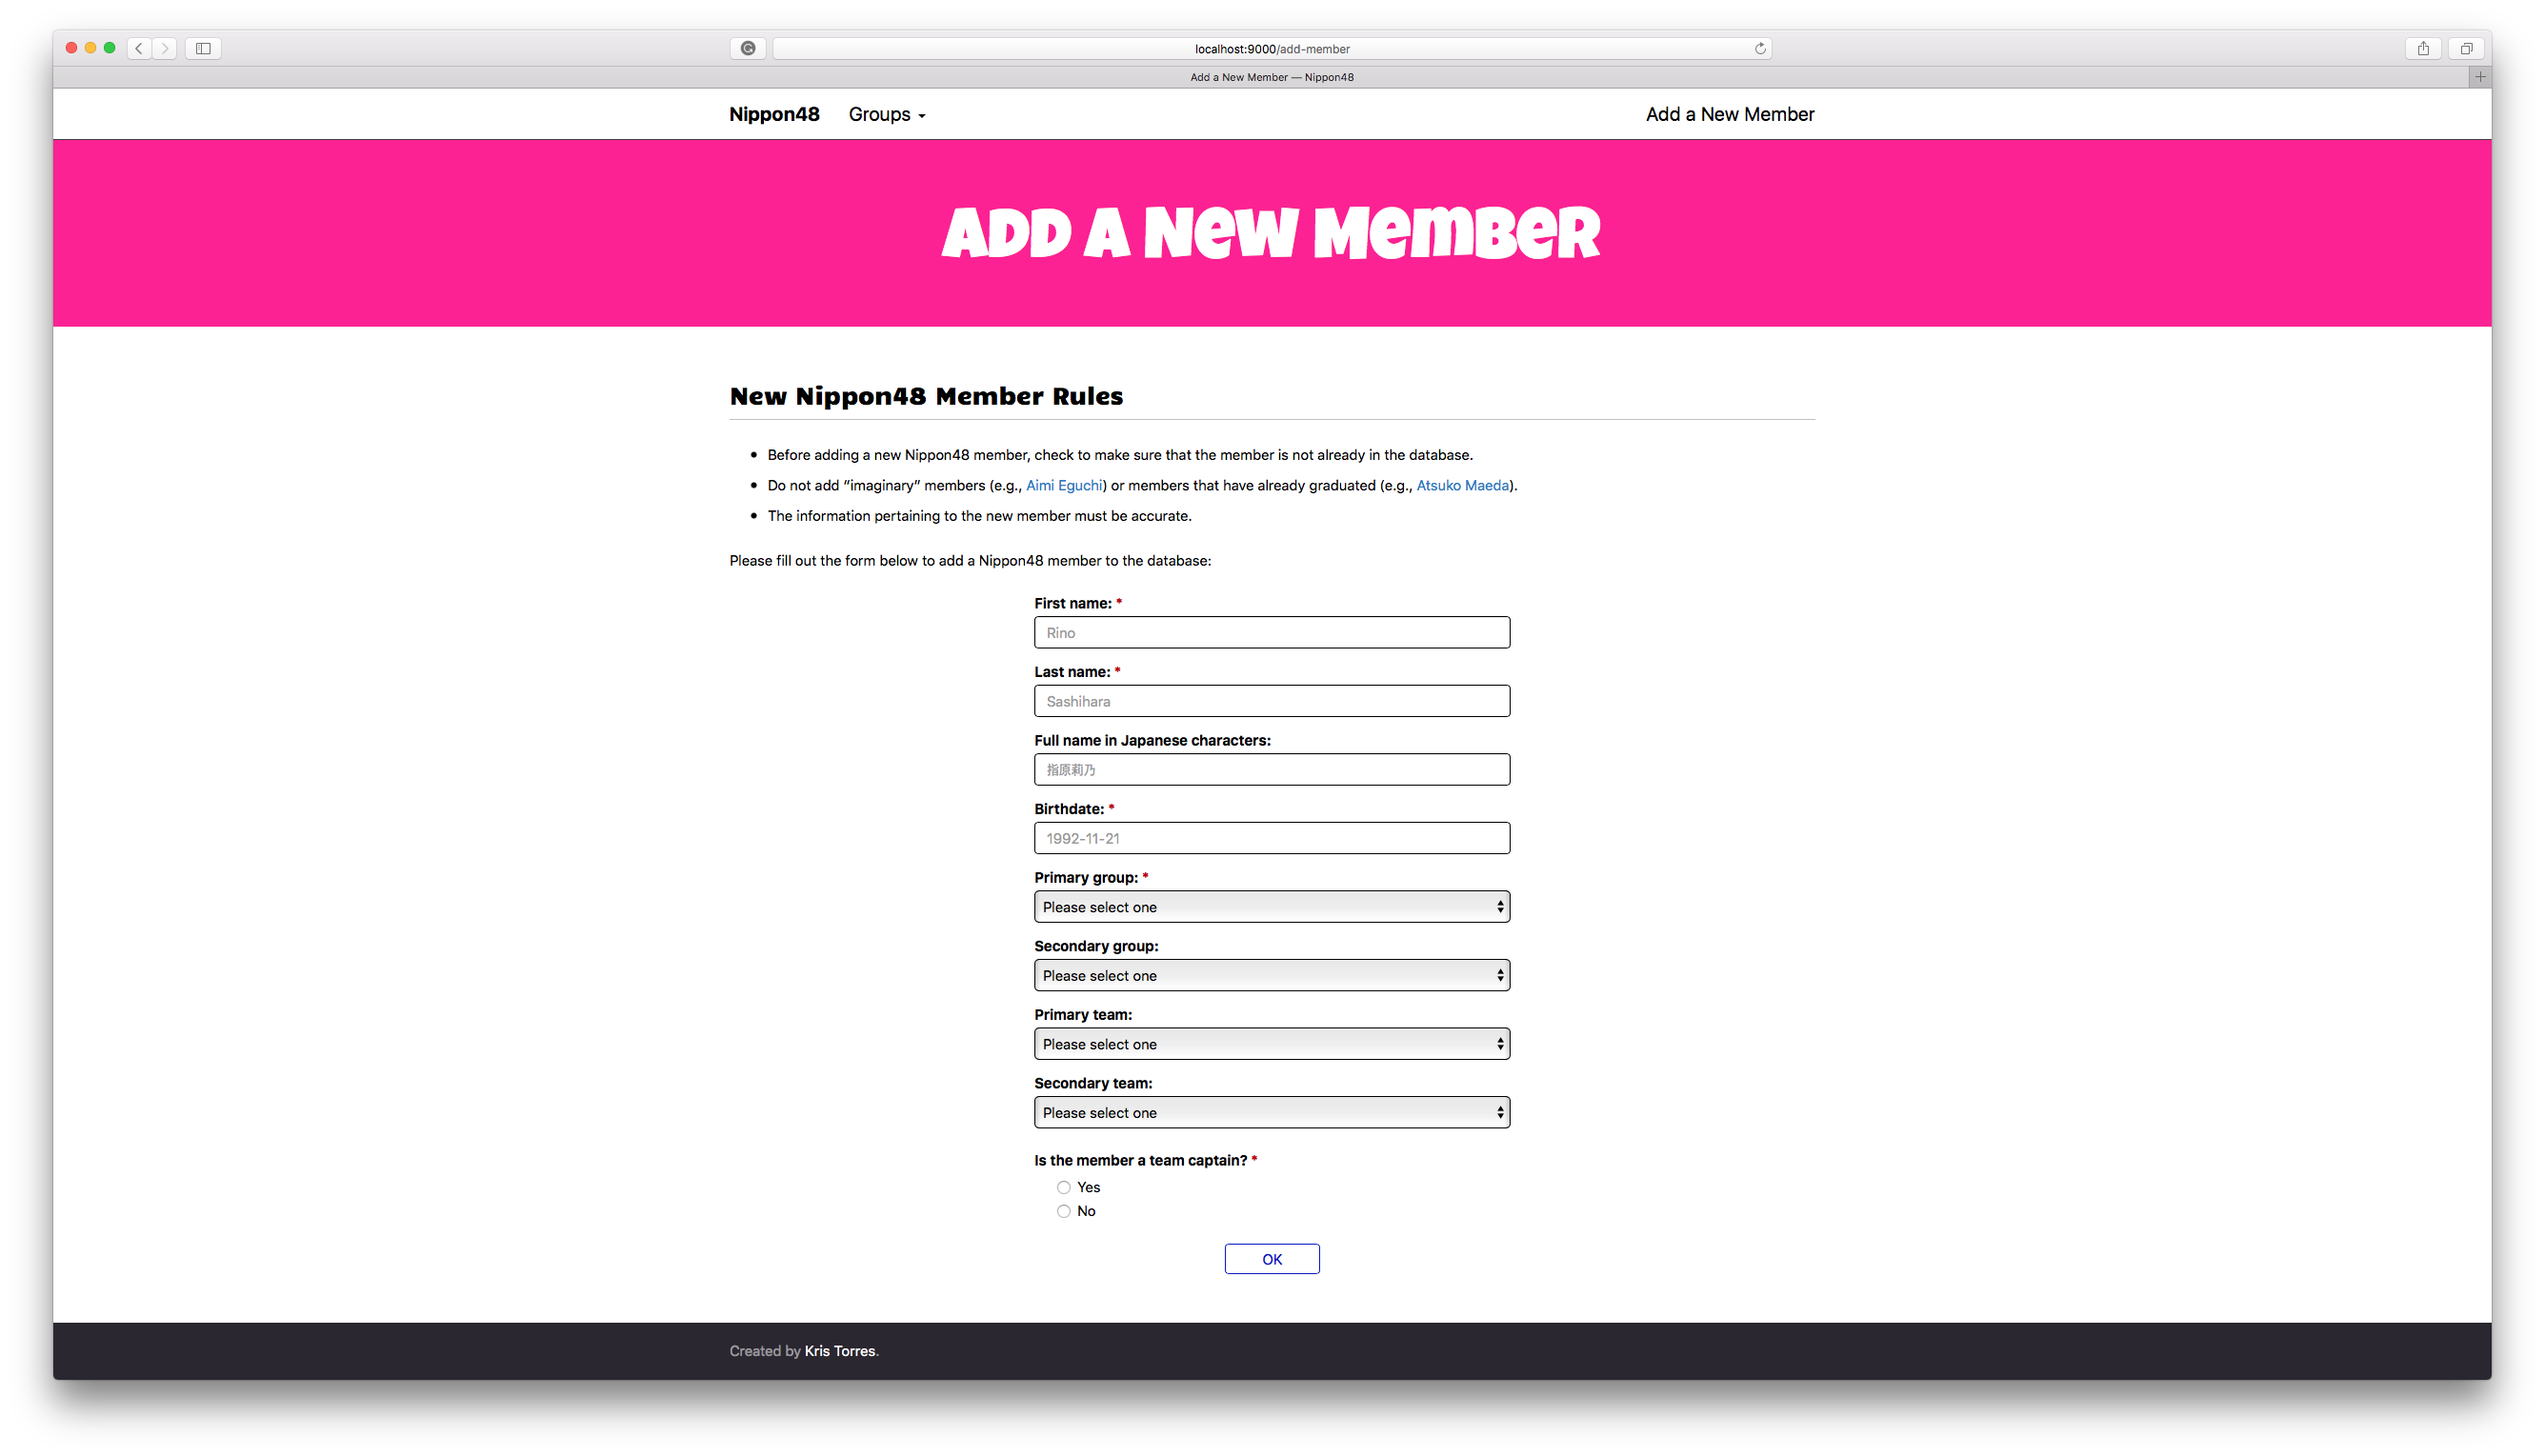 localhost:9000/add-member
Add a New Member — Nippon48
Nippon48 Groups Add a New Member
Add a New Member
New Nippon48 Member Rules
Before adding a new Nippon48 member, check to make sure that the member is not already in the database.
Do not add “imaginary” members (e.g., Aimi Eguchi) or members that have already graduated (e.g., Atsuko Maeda).
The information pertaining to the new member must be accurate.
Please fill out the form below to add a Nippon48 member to the database:
First name: *
Rino
Last name: *
Sashihara
Full name in Japanese characters:
指原莉乃
Birthdate: *
1992-11-21
Primary group: *
Please select one
Secondary group:
Please select one
Primary team:
Please select one
Secondary team:
Please select one
Is the member a team captain? *
Yes
No
OK
Created by Kris Torres.